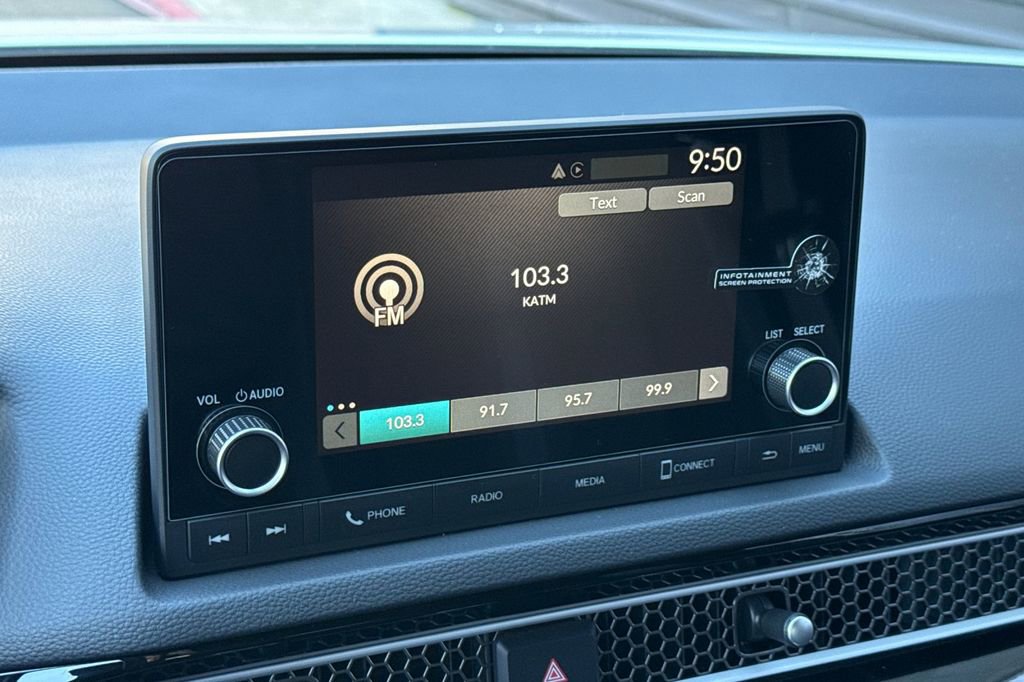 9:50
Text Scan
103.3
KATM
FM
INFOTAINMENT
SCREEN PROTECTION
LIST SELECT
VOL AUDIO
103.3 91.7 95.7 99.9
PHONE RADIO MEDIA CONNECT MENU